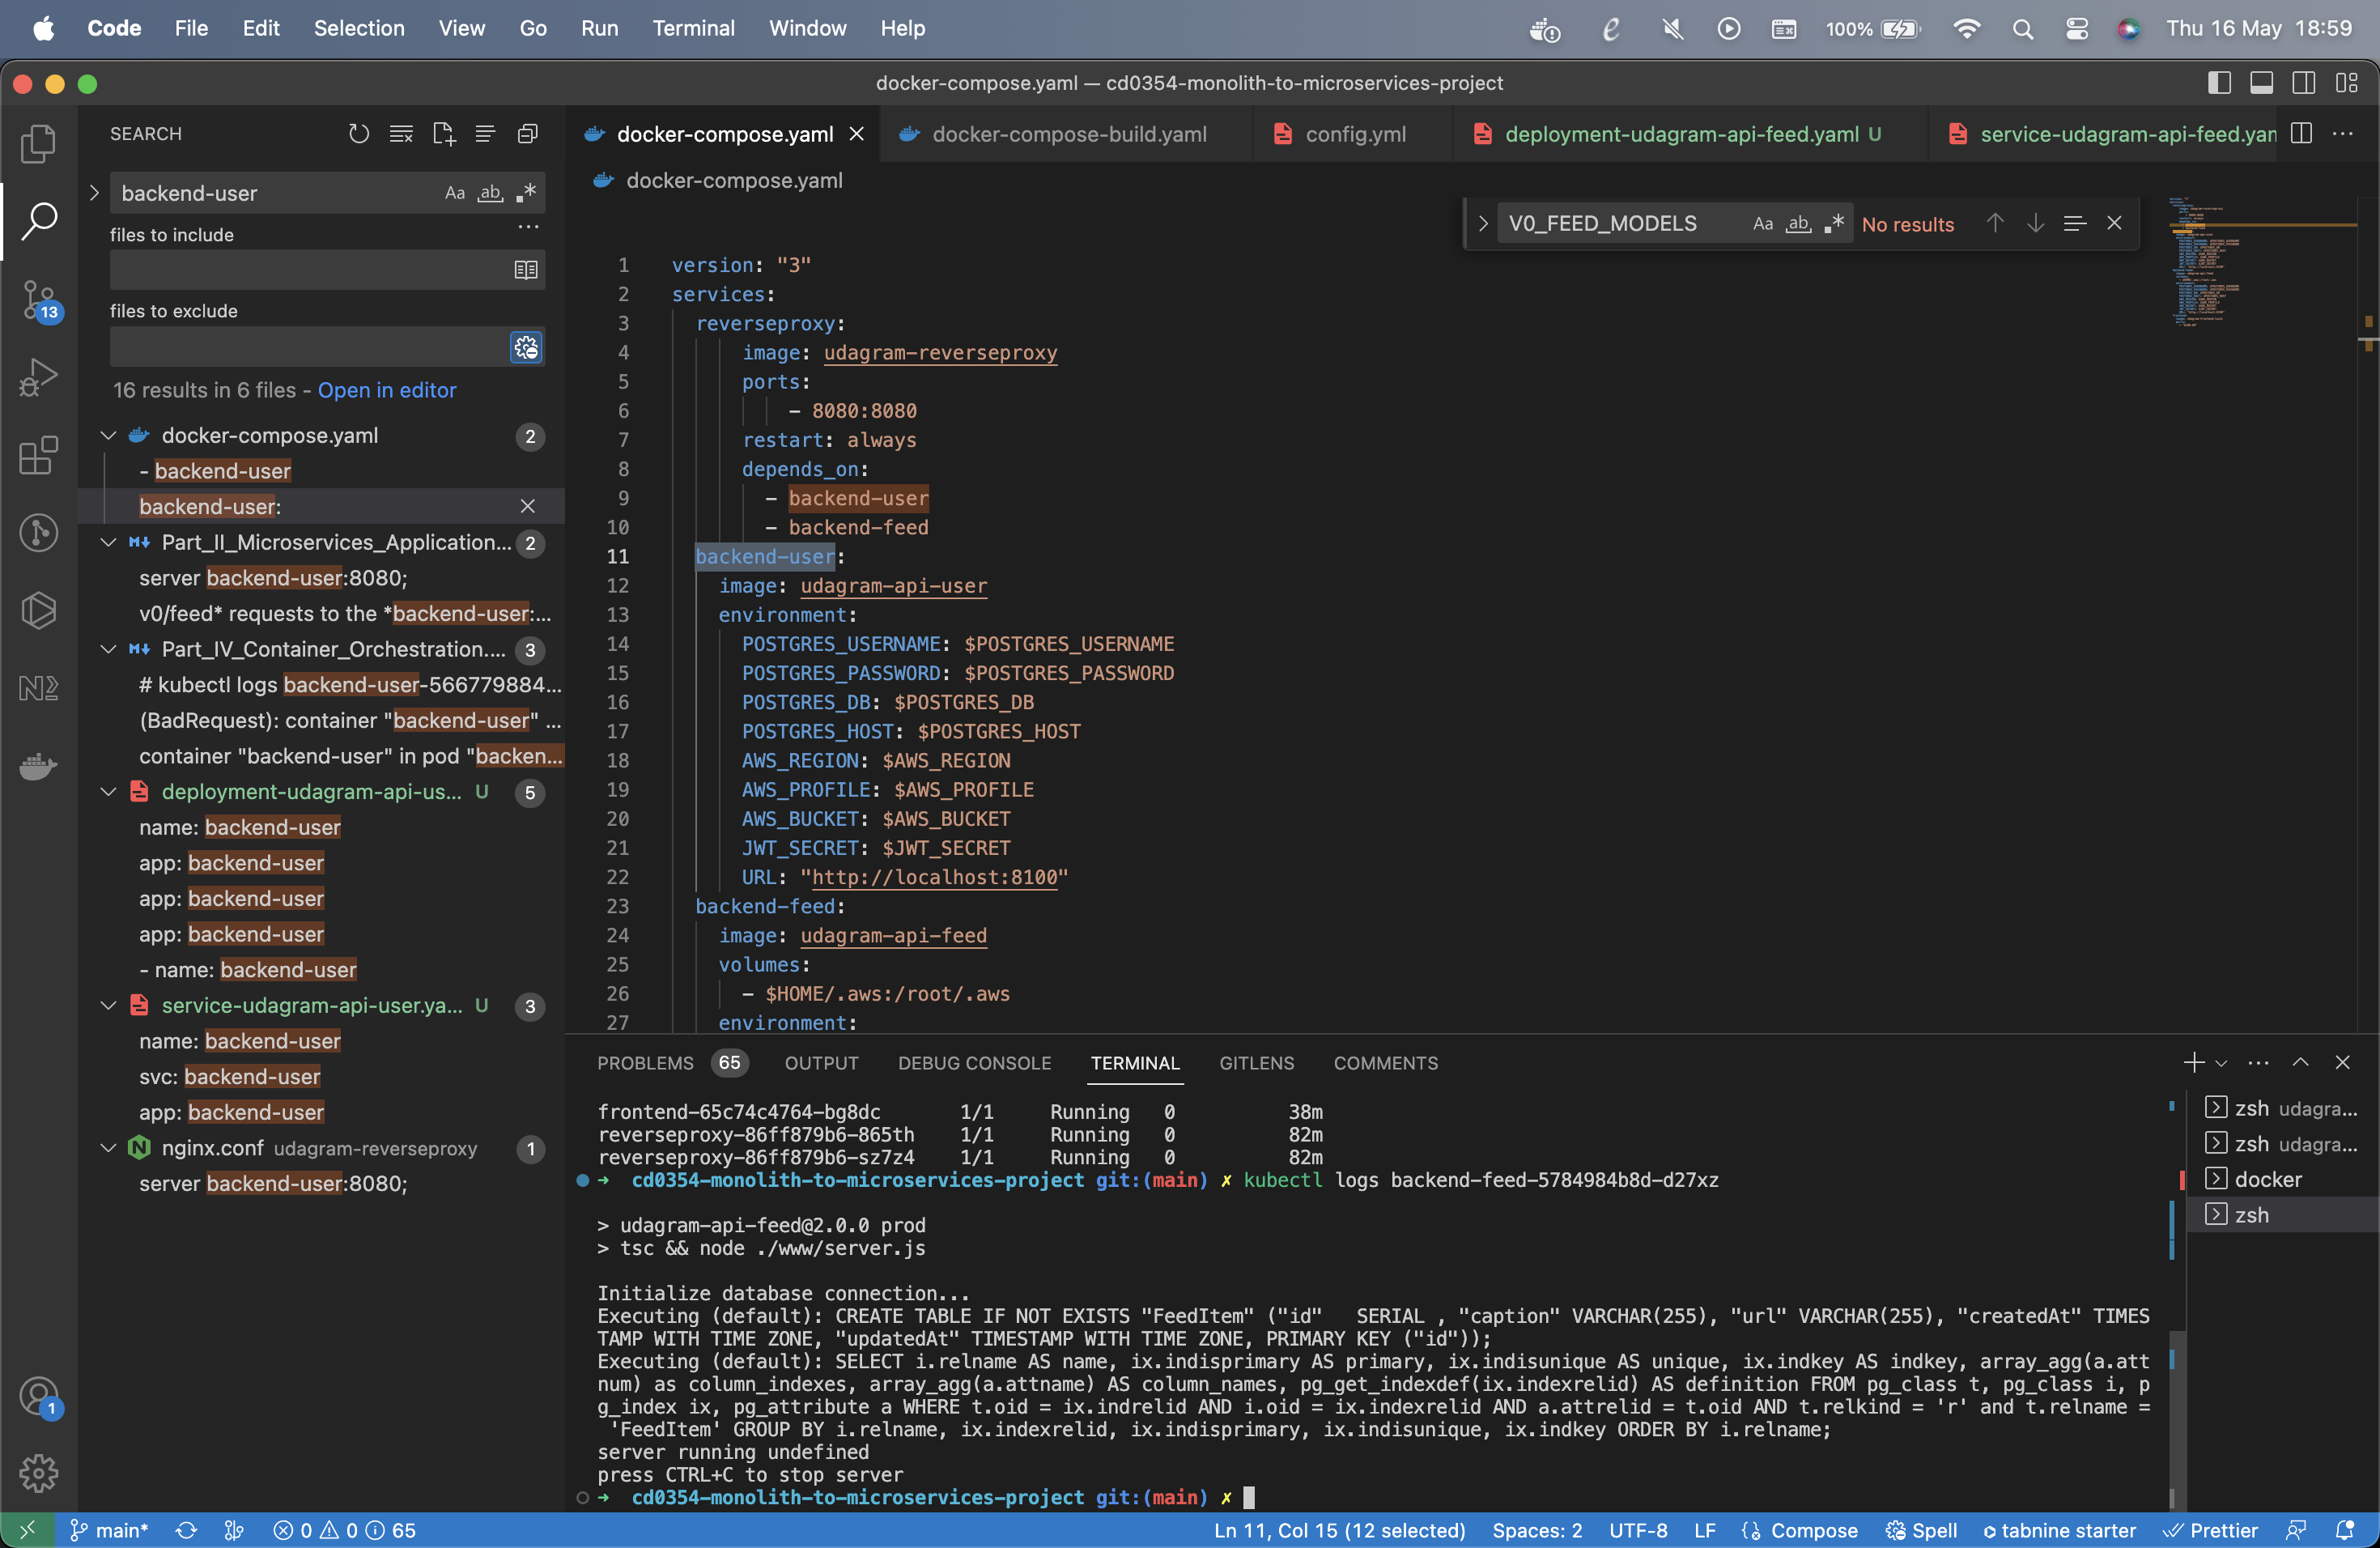 Code File Edit Selection View Go Run Terminal Window Help 100% Thu 16 May 18:59
docker-compose.yaml — cd0354-monolith-to-microservices-project
SEARCH
backend-user
Aa ab
files to include
files to exclude
16 results in 6 files - Open in editor
docker-compose.yaml 2
- backend-user
backend-user:
Part_II_Microservices_Application... 2
server backend-user:8080;
v0/feed* requests to the *backend-user:...
Part_IV_Container_Orchestration.... 3
# kubectl logs backend-user-566779884...
(BadRequest): container "backend-user" ...
container "backend-user" in pod "backen...
deployment-udagram-api-us... U 5
name: backend-user
app: backend-user
app: backend-user
app: backend-user
- name: backend-user
service-udagram-api-user.ya... U 3
name: backend-user
svc: backend-user
app: backend-user
nginx.conf udagram-reverseproxy 1
server backend-user:8080;
13
1
docker-compose.yaml docker-compose-build.yaml config.yml deployment-udagram-api-feed.yaml U service-udagram-api-feed.yam
docker-compose.yaml
V0_FEED_MODELS Aa ab No results
1 version: "3"
2 services:
3 reverseproxy:
4 image: udagram-reverseproxy
5 ports:
6 - 8080:8080
7 restart: always
8 depends_on:
9 - backend-user
10 - backend-feed
11 backend-user:
12 image: udagram-api-user
13 environment:
14 POSTGRES_USERNAME: $POSTGRES_USERNAME
15 POSTGRES_PASSWORD: $POSTGRES_PASSWORD
16 POSTGRES_DB: $POSTGRES_DB
17 POSTGRES_HOST: $POSTGRES_HOST
18 AWS_REGION: $AWS_REGION
19 AWS_PROFILE: $AWS_PROFILE
20 AWS_BUCKET: $AWS_BUCKET
21 JWT_SECRET: $JWT_SECRET
22 URL: "http://localhost:8100"
23 backend-feed:
24 image: udagram-api-feed
25 volumes:
26 - $HOME/.aws:/root/.aws
27 environment:
PROBLEMS 65 OUTPUT DEBUG CONSOLE TERMINAL GITLENS COMMENTS
frontend-65c74c4764-bg8dc 1/1 Running 0 38m
reverseproxy-86ff879b6-865th 1/1 Running 0 82m
reverseproxy-86ff879b6-sz7z4 1/1 Running 0 82m
➜ cd0354-monolith-to-microservices-project git:(main) ✗ kubectl logs backend-feed-5784984b8d-d27xz
> udagram-api-feed@2.0.0 prod
> tsc && node ./www/server.js
Initialize database connection...
Executing (default): CREATE TABLE IF NOT EXISTS "FeedItem" ("id" SERIAL , "caption" VARCHAR(255), "url" VARCHAR(255), "createdAt" TIMES
TAMP WITH TIME ZONE, "updatedAt" TIMESTAMP WITH TIME ZONE, PRIMARY KEY ("id"));
Executing (default): SELECT i.relname AS name, ix.indisprimary AS primary, ix.indisunique AS unique, ix.indkey AS indkey, array_agg(a.att
num) as column_indexes, array_agg(a.attname) AS column_names, pg_get_indexdef(ix.indexrelid) AS definition FROM pg_class t, pg_class i, p
g_index ix, pg_attribute a WHERE t.oid = ix.indrelid AND i.oid = ix.indexrelid AND a.attrelid = t.oid AND t.relkind = 'r' and t.relname =
'FeedItem' GROUP BY i.relname, ix.indexrelid, ix.indisprimary, ix.indisunique, ix.indkey ORDER BY i.relname;
server running undefined
press CTRL+C to stop server
➜ cd0354-monolith-to-microservices-project git:(main) ✗
zsh udagra...
zsh udagra...
docker
zsh
main* 0 0 65 Ln 11, Col 15 (12 selected) Spaces: 2 UTF-8 LF Compose Spell tabnine starter Prettier